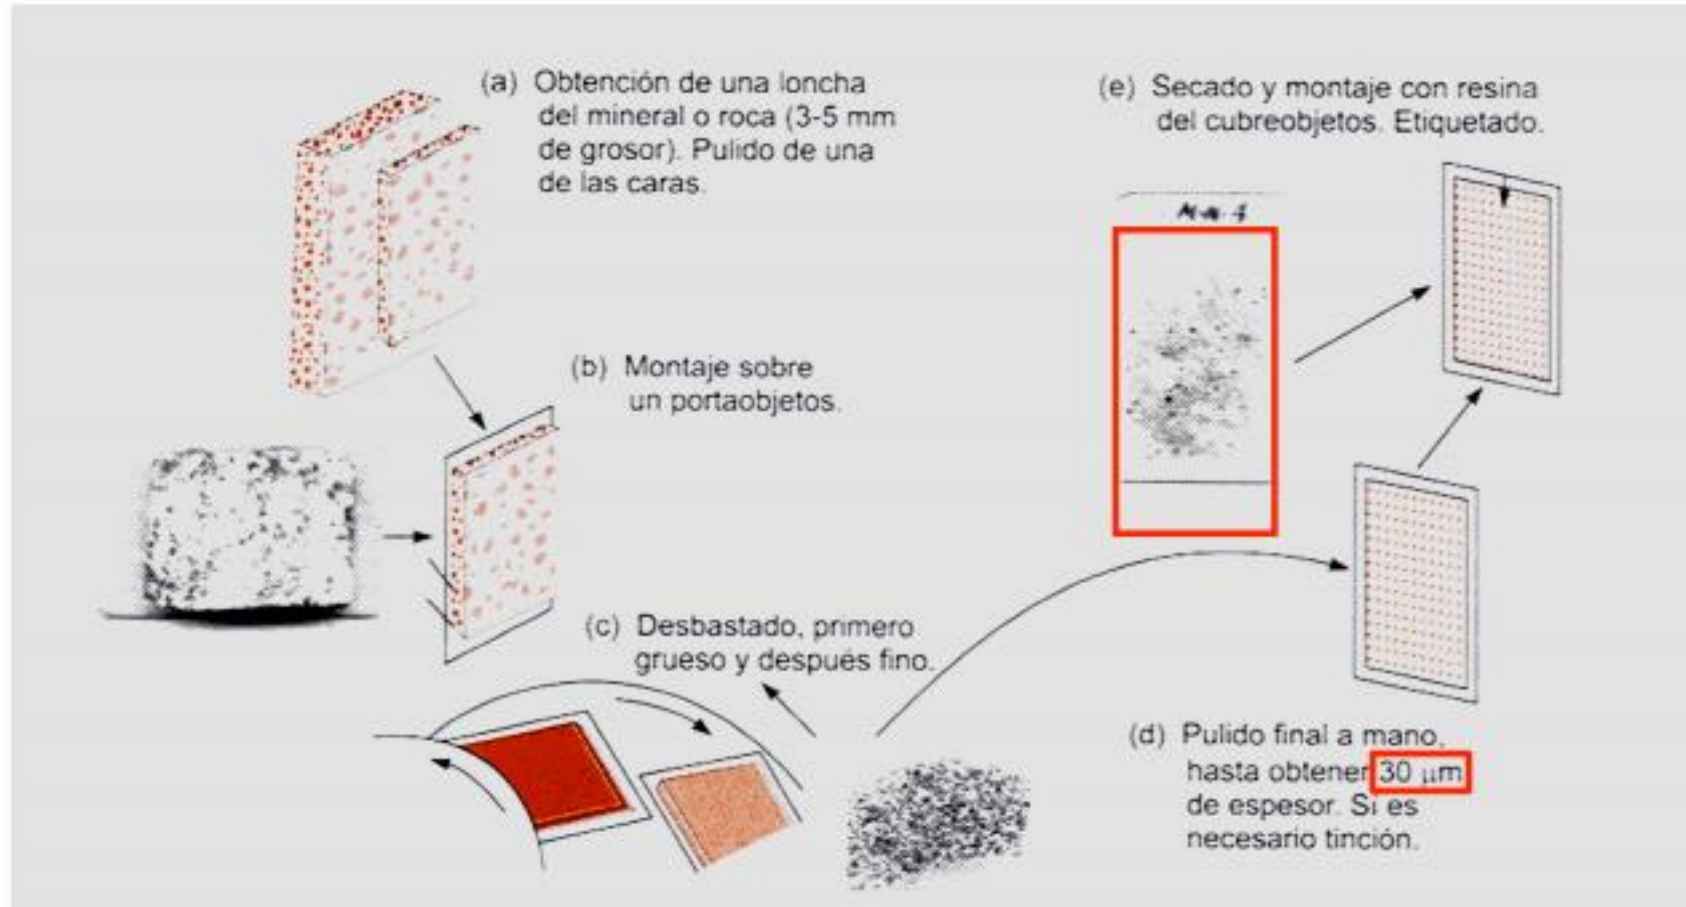 (a) Obtención de una loncha
del mineral o roca (3-5 mm
de grosor). Pulido de una
de las caras.
(b) Montaje sobre
un portaobjetos.
(c) Desbastado, primero
grueso y después fino.
(d) Pulido final a mano,
hasta obtener 30 µm
de espesor. Si es
necesario tinción.
(e) Secado y montaje con resina
del cubreobjetos. Etiquetado.